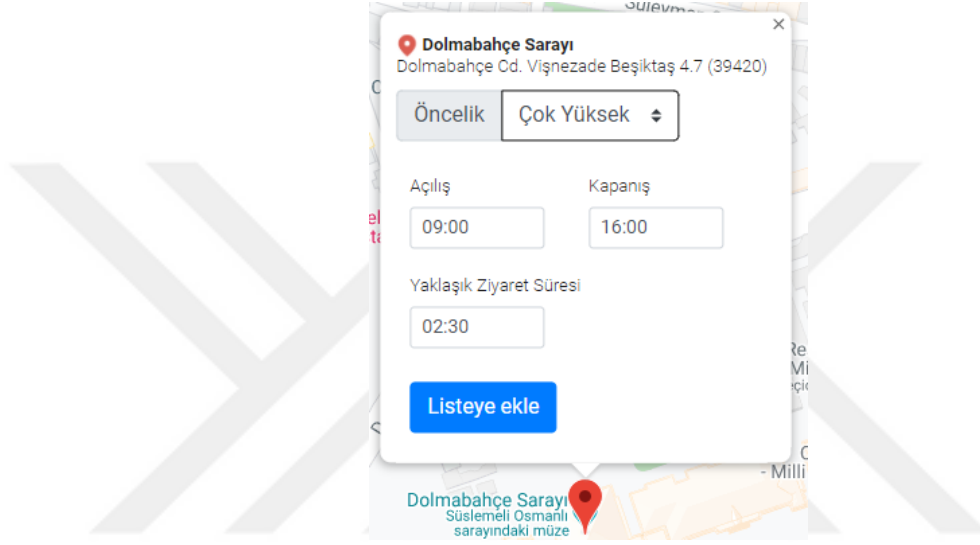 Dolmabahçe Sarayı
Dolmabahçe Cd. Vişnezade Beşiktaş 4.7 (39420)
Öncelik Çok Yüksek
Açılış Kapanış
09:00 16:00
Yaklaşık Ziyaret Süresi
02:30
Listeye ekle
- Milli
Dolmabahçe Sarayı
Süslemeli Osmanlı
sarayındaki müze